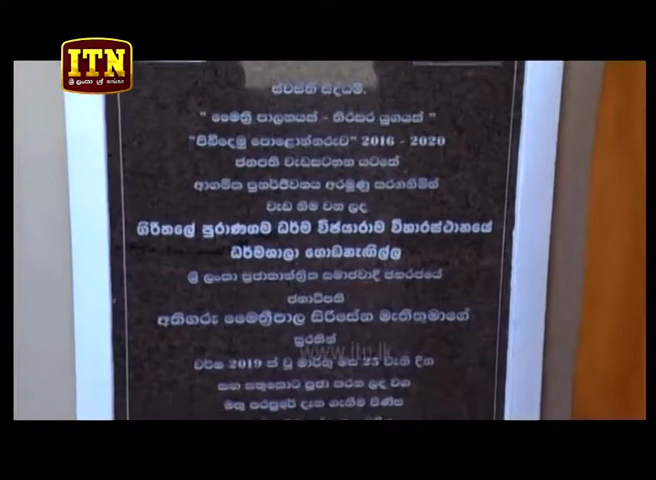 ITN
ශ්‍රී ලංකා இலங்கை
ස්වස්ති සිද්ධම්.
" මෛත්‍රී පාලනයක් - තිරසර යුගයක් "
"පිබිදෙමු පොළොන්නරුව" 2016 - 2020
ජනපති වැඩසටහන යටතේ
ආගමික පුනර්ජීවනය අරමුණු කරගනිමින්
වැඩ නිම වන ලද
ගිරිතලේ පුරාණගම ධර්ම විජයාරාම විහාරස්ථානයේ
ධර්මශාලා ගොඩනැගිල්ල
ශ්‍රී ලංකා ප්‍රජාතාන්ත්‍රික සමාජවාදී ජනරජයේ
ජනාධිපති
අතිගරු මෛත්‍රීපාල සිරිසේන මැතිතුමාගේ
සුරතින්
www.itn.lk
වර්ෂ 2019 ක් වූ මාර්තු මස 23 වැනි දින
සඟ සතුකොට පූජා කරන ලද වග
මතු පරපුරේ දැන ගැනීම පිණිස